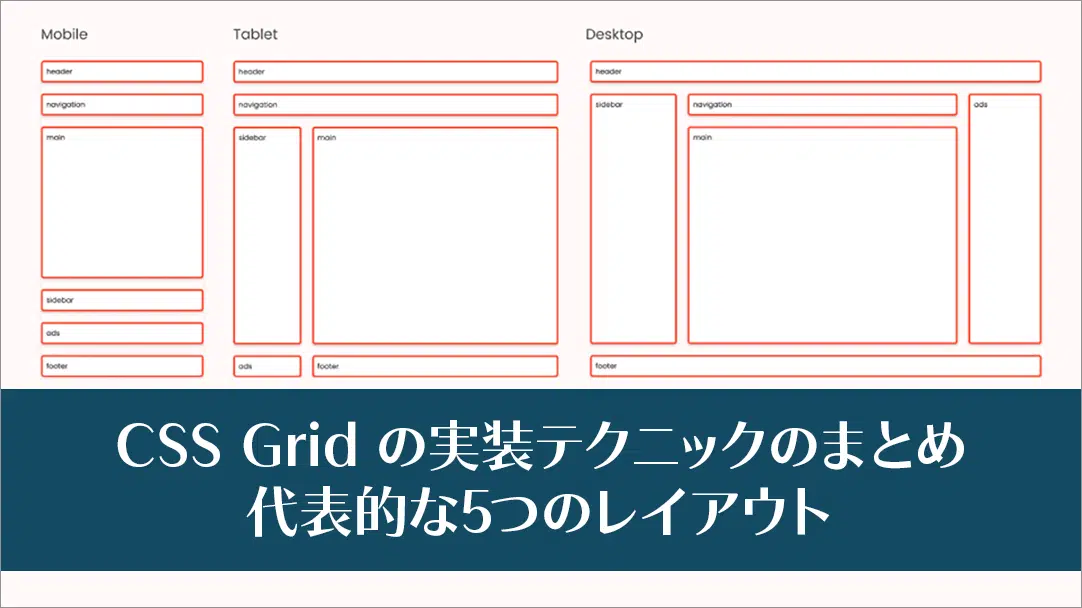 Mobile
header
navigation
main
sidebar
ads
footer
Tablet
header
navigation
sidebar
main
ads
footer
Desktop
header
sidebar
navigation
ads
main
footer
CSS Grid の実装テクニックのまとめ
代表的な5つのレイアウト